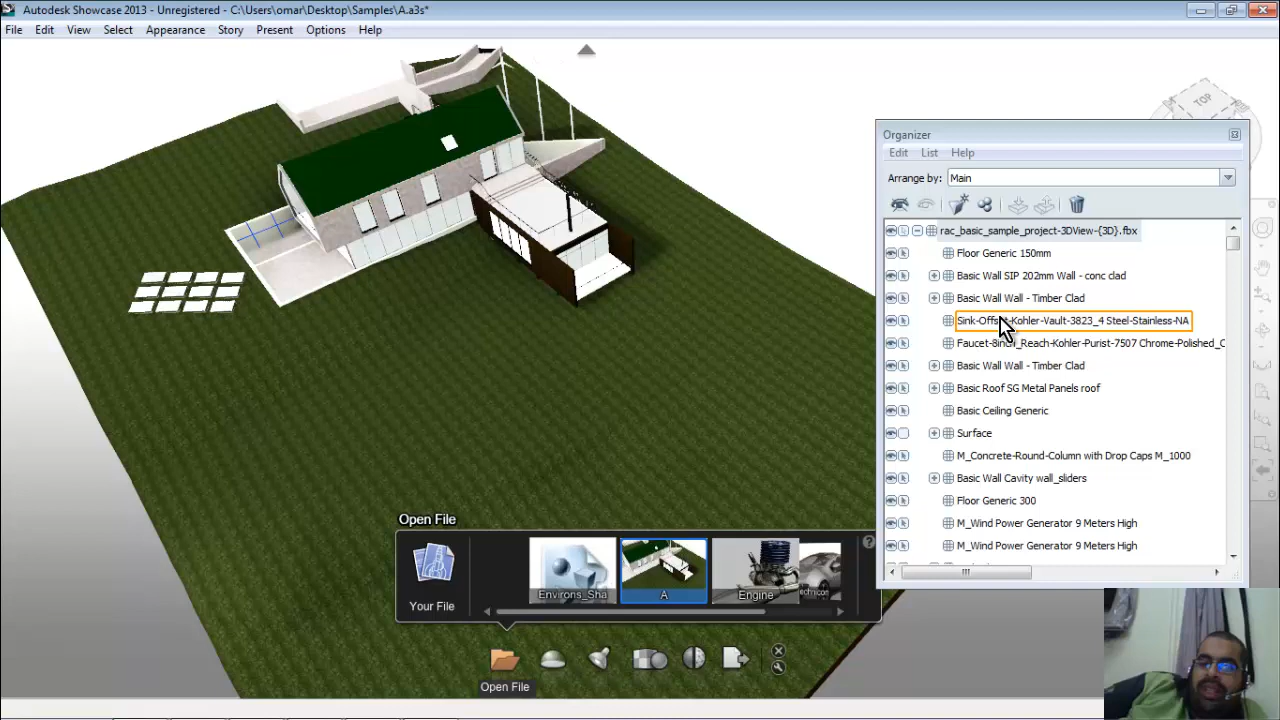 Autodesk Showcase 2013 - Unregistered - C:\Users\omar\Desktop\Samples\A.a3s*
File Edit View Select Appearance Story Present Options Help
TOP
Organizer
Edit List Help
Arrange by: Main
rac_basic_sample_project-3DView-{3D}.fbx
Floor Generic 150mm
Basic Wall SIP 202mm Wall - conc clad
Basic Wall Wall - Timber Clad
Kohler-Vault-3823_4 Steel-Stainless-NA
Reach-Kohler-Purist-7507 Chrome-Polished_C
Basic Wall Wall - Timber Clad
Basic Roof SG Metal Panels roof
Basic Ceiling Generic
Surface
M_Concrete-Round-Column with Drop Caps M_1000
Basic Wall Cavity wall_sliders
Floor Generic 300
M_Wind Power Generator 9 Meters High
M_Wind Power Generator 9 Meters High
Open File
Your File
Environs_Sha
A
Engine
Open File